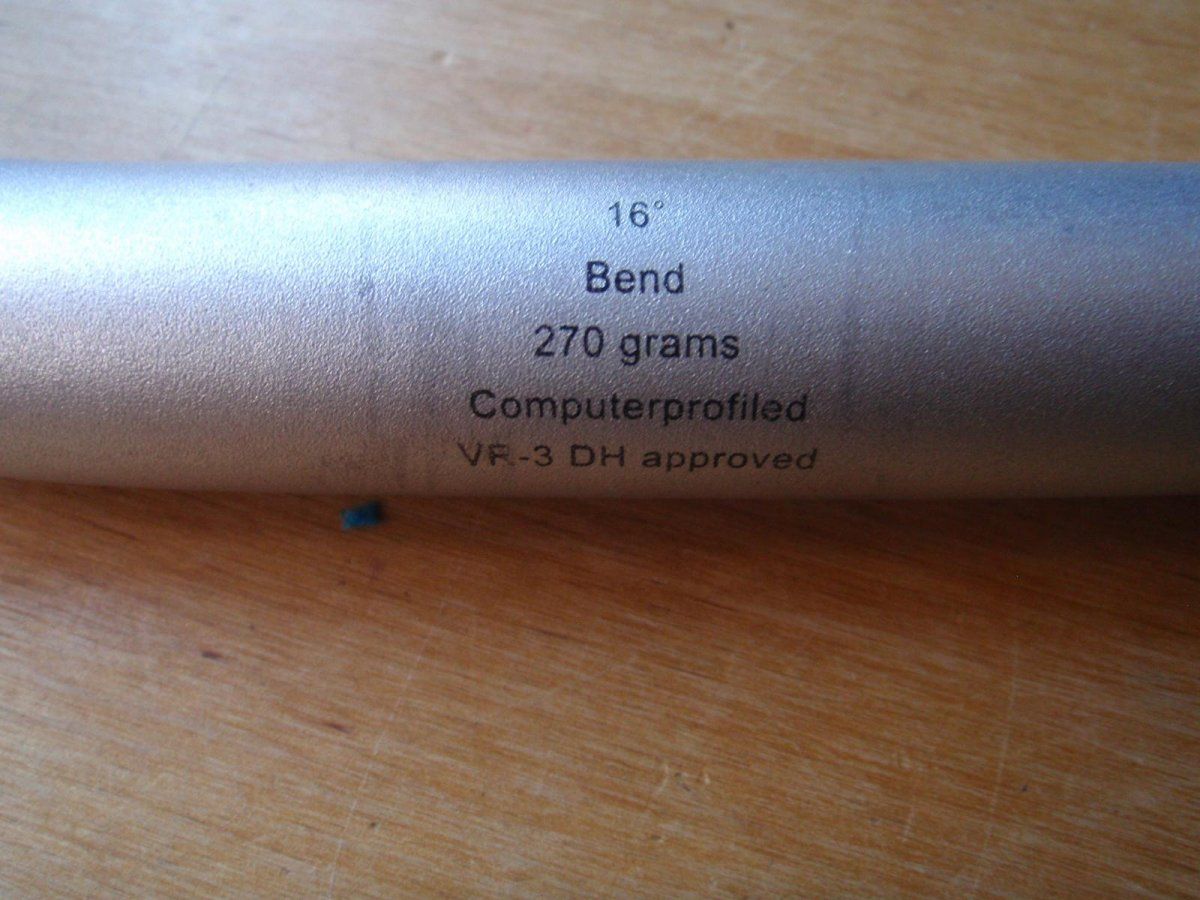 16°
Bend
270 grams
Computerprofiled
VR-3 DH approved